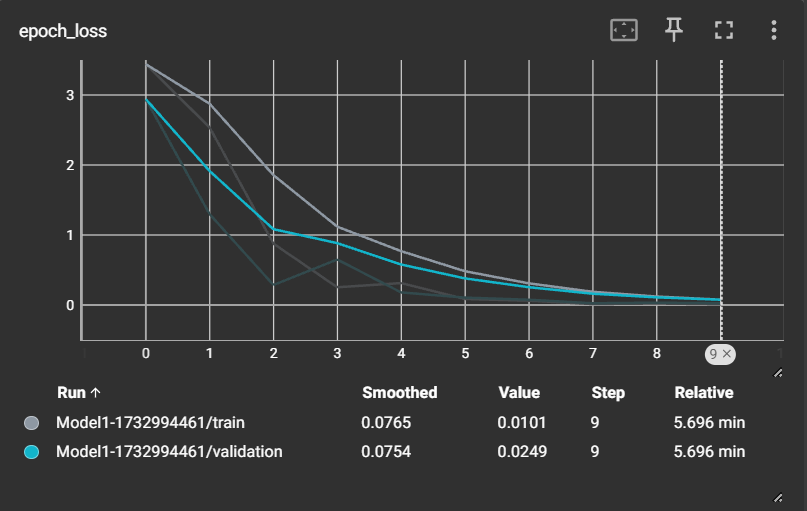 epoch_loss
3
2
1
0
0 1 2 3 4 5 6 7 8 9 ×
Run ↑ Smoothed Value Step Relative
Model1-1732994461/train 0.0765 0.0101 9 5.696 min
Model1-1732994461/validation 0.0754 0.0249 9 5.696 min